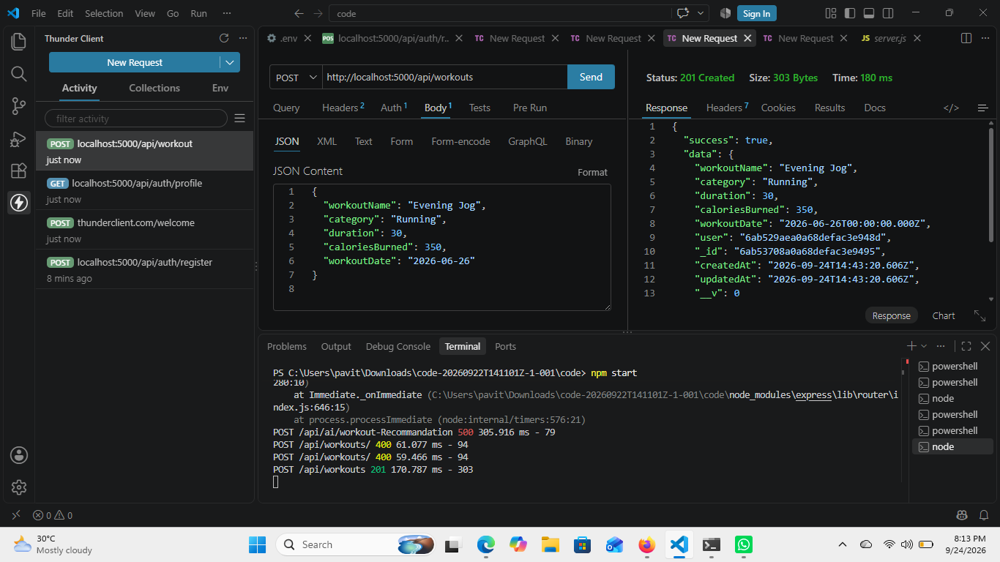 File Edit Selection View Go Run ···
code
Sign In
Thunder Client
New Request
Activity Collections Env
filter activity
POST localhost:5000/api/workout
just now
GET localhost:5000/api/auth/profile
just now
POST thunderclient.com/welcome
just now
POST localhost:5000/api/auth/register
8 mins ago
.env
POS localhost:5000/api/auth/r..
TC New Request
TC New Request
TC New Request
TC New Request
JS server.js
POST http://localhost:5000/api/workouts Send
Query Headers 2 Auth 1 Body 1 Tests Pre Run
JSON XML Text Form Form-encode GraphQL Binary
JSON Content Format
1 {
2 "workoutName": "Evening Jog",
3 "category": "Running",
4 "duration": 30,
5 "caloriesBurned": 350,
6 "workoutDate": "2026-06-26"
7 }
8
Status: 201 Created Size: 303 Bytes Time: 180 ms
Response Headers 7 Cookies Results Docs </>
1 {
2 "success": true,
3 "data": {
4 "workoutName": "Evening Jog",
5 "category": "Running",
6 "duration": 30,
7 "caloriesBurned": 350,
8 "workoutDate": "2026-06-26T00:00:00.000Z",
9 "user": "6ab529aea0a68defac3e948d",
10 "_id": "6ab53708a0a68defac3e9495",
11 "createdAt": "2026-09-24T14:43:20.606Z",
12 "updatedAt": "2026-09-24T14:43:20.606Z",
13 "__v": 0
Response Chart
Problems Output Debug Console Terminal Ports
PS C:\Users\pavit\Downloads\code-20260922T141101Z-1-001\code> npm start
280:10)
at Immediate._onImmediate (C:\Users\pavit\Downloads\code-20260922T141101Z-1-001\code\node_modules\express\lib\router\i
ndex.js:646:15)
at process.processImmediate (node:internal/timers:576:21)
POST /api/ai/workout-Recommandation 500 305.916 ms - 79
POST /api/workouts/ 400 61.077 ms - 94
POST /api/workouts/ 400 59.466 ms - 94
POST /api/workouts 201 170.787 ms - 303
powershell
powershell
node
powershell
powershell
node
0 0
30°C
Mostly cloudy
Search
8:13 PM
9/24/2026